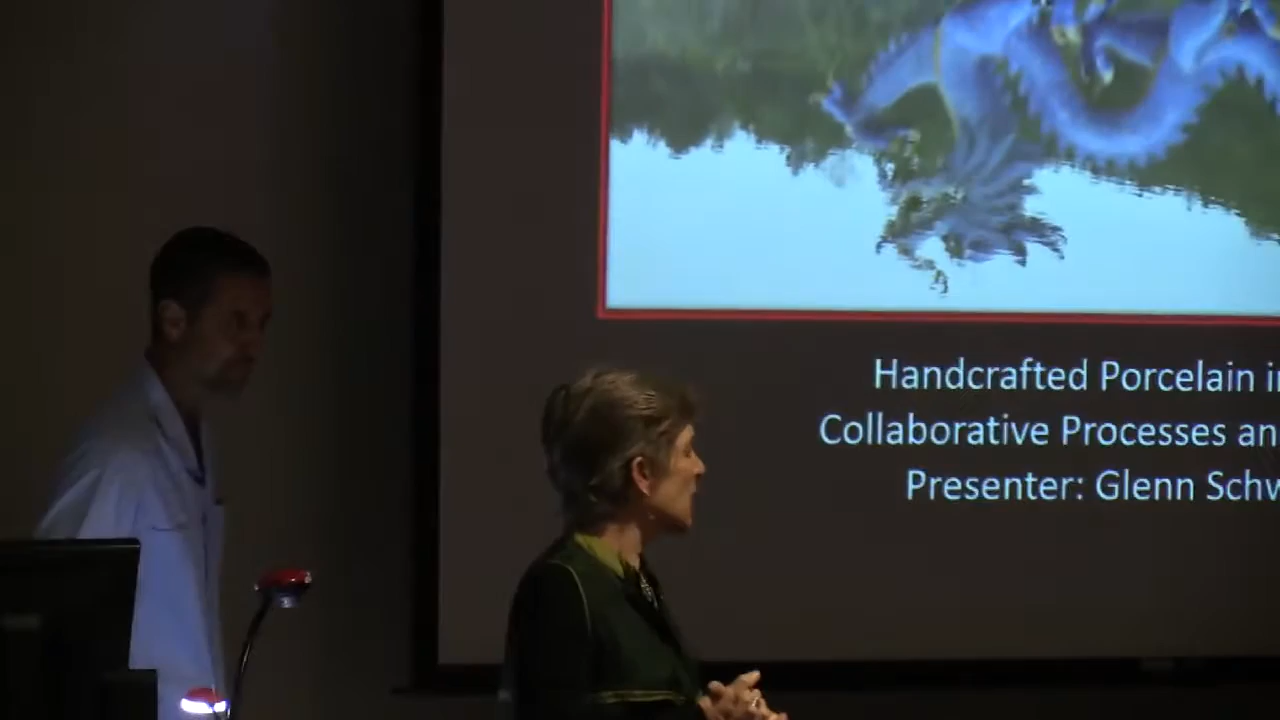 Handcrafted Porcelain
Collaborative Processes
Presenter: Glenn